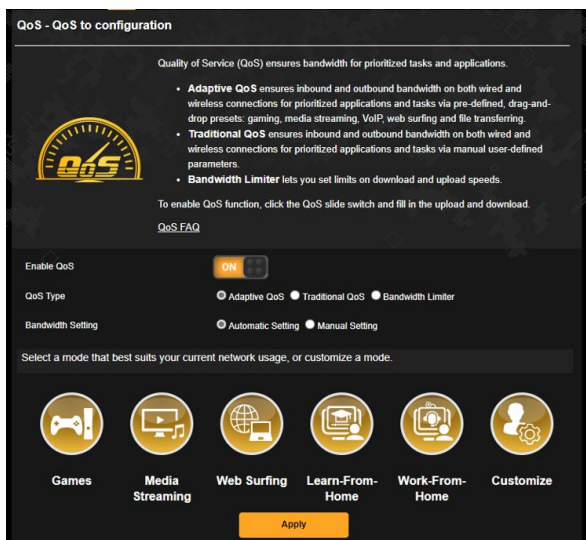 QoS - QoS to configuration
Quality of Service (QoS) ensures bandwidth for prioritized tasks and applications.
• Adaptive QoS ensures inbound and outbound bandwidth on both wired and
wireless connections for prioritized applications and tasks via pre-defined, drag-and-
drop presets: gaming, media streaming, VoIP, web surfing and file transferring.
• Traditional QoS ensures inbound and outbound bandwidth on both wired and
wireless connections for prioritized applications and tasks via manual user-defined
parameters.
• Bandwidth Limiter lets you set limits on download and upload speeds.
QoS
To enable QoS function, click the QoS slide switch and fill in the upload and download.
QoS FAQ
Enable QoS ON
QoS Type Adaptive QoS Traditional QoS Bandwidth Limiter
Bandwidth Setting Automatic Setting Manual Setting
Select a mode that best suits your current network usage, or customize a mode.
Games
Media
Streaming
Web Surfing
Learn-From-
Home
Work-From-
Home
Customize
Apply